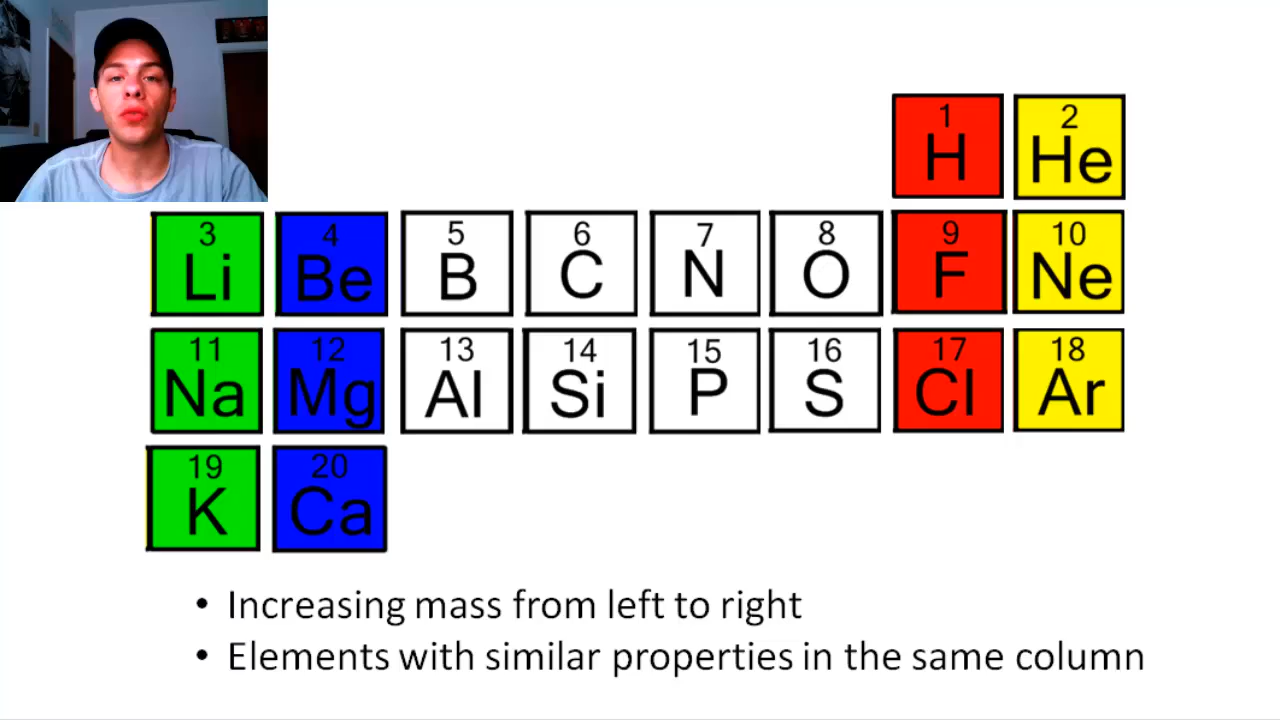 1 2
H He
3 4 5 6 7 8 9 10
Li Be B C N O F Ne
11 12 13 14 15 16 17 18
Na Mg Al Si P S Cl Ar
19 20
K Ca
• Increasing mass from left to right
• Elements with similar properties in the same column